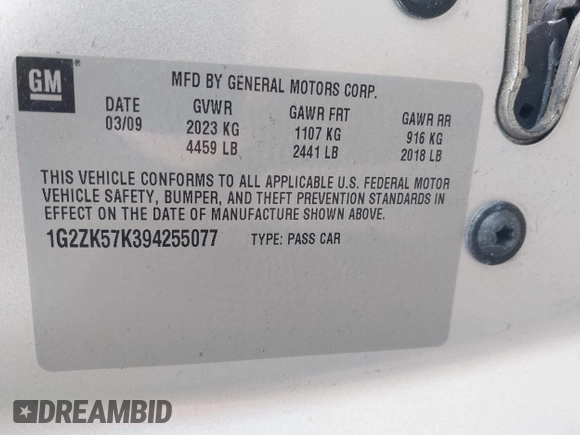 GM
MFD BY GENERAL MOTORS CORP.
DATE GVWR GAWR FRT GAWR RR
03/09 2023 KG 1107 KG 916 KG
4459 LB 2441 LB 2018 LB
THIS VEHICLE CONFORMS TO ALL APPLICABLE U.S. FEDERAL MOTOR
VEHICLE SAFETY, BUMPER, AND THEFT PREVENTION STANDARDS IN
EFFECT ON THE DATE OF MANUFACTURE SHOWN ABOVE.
1G2ZK57K394255077 TYPE: PASS CAR
DREAMBID